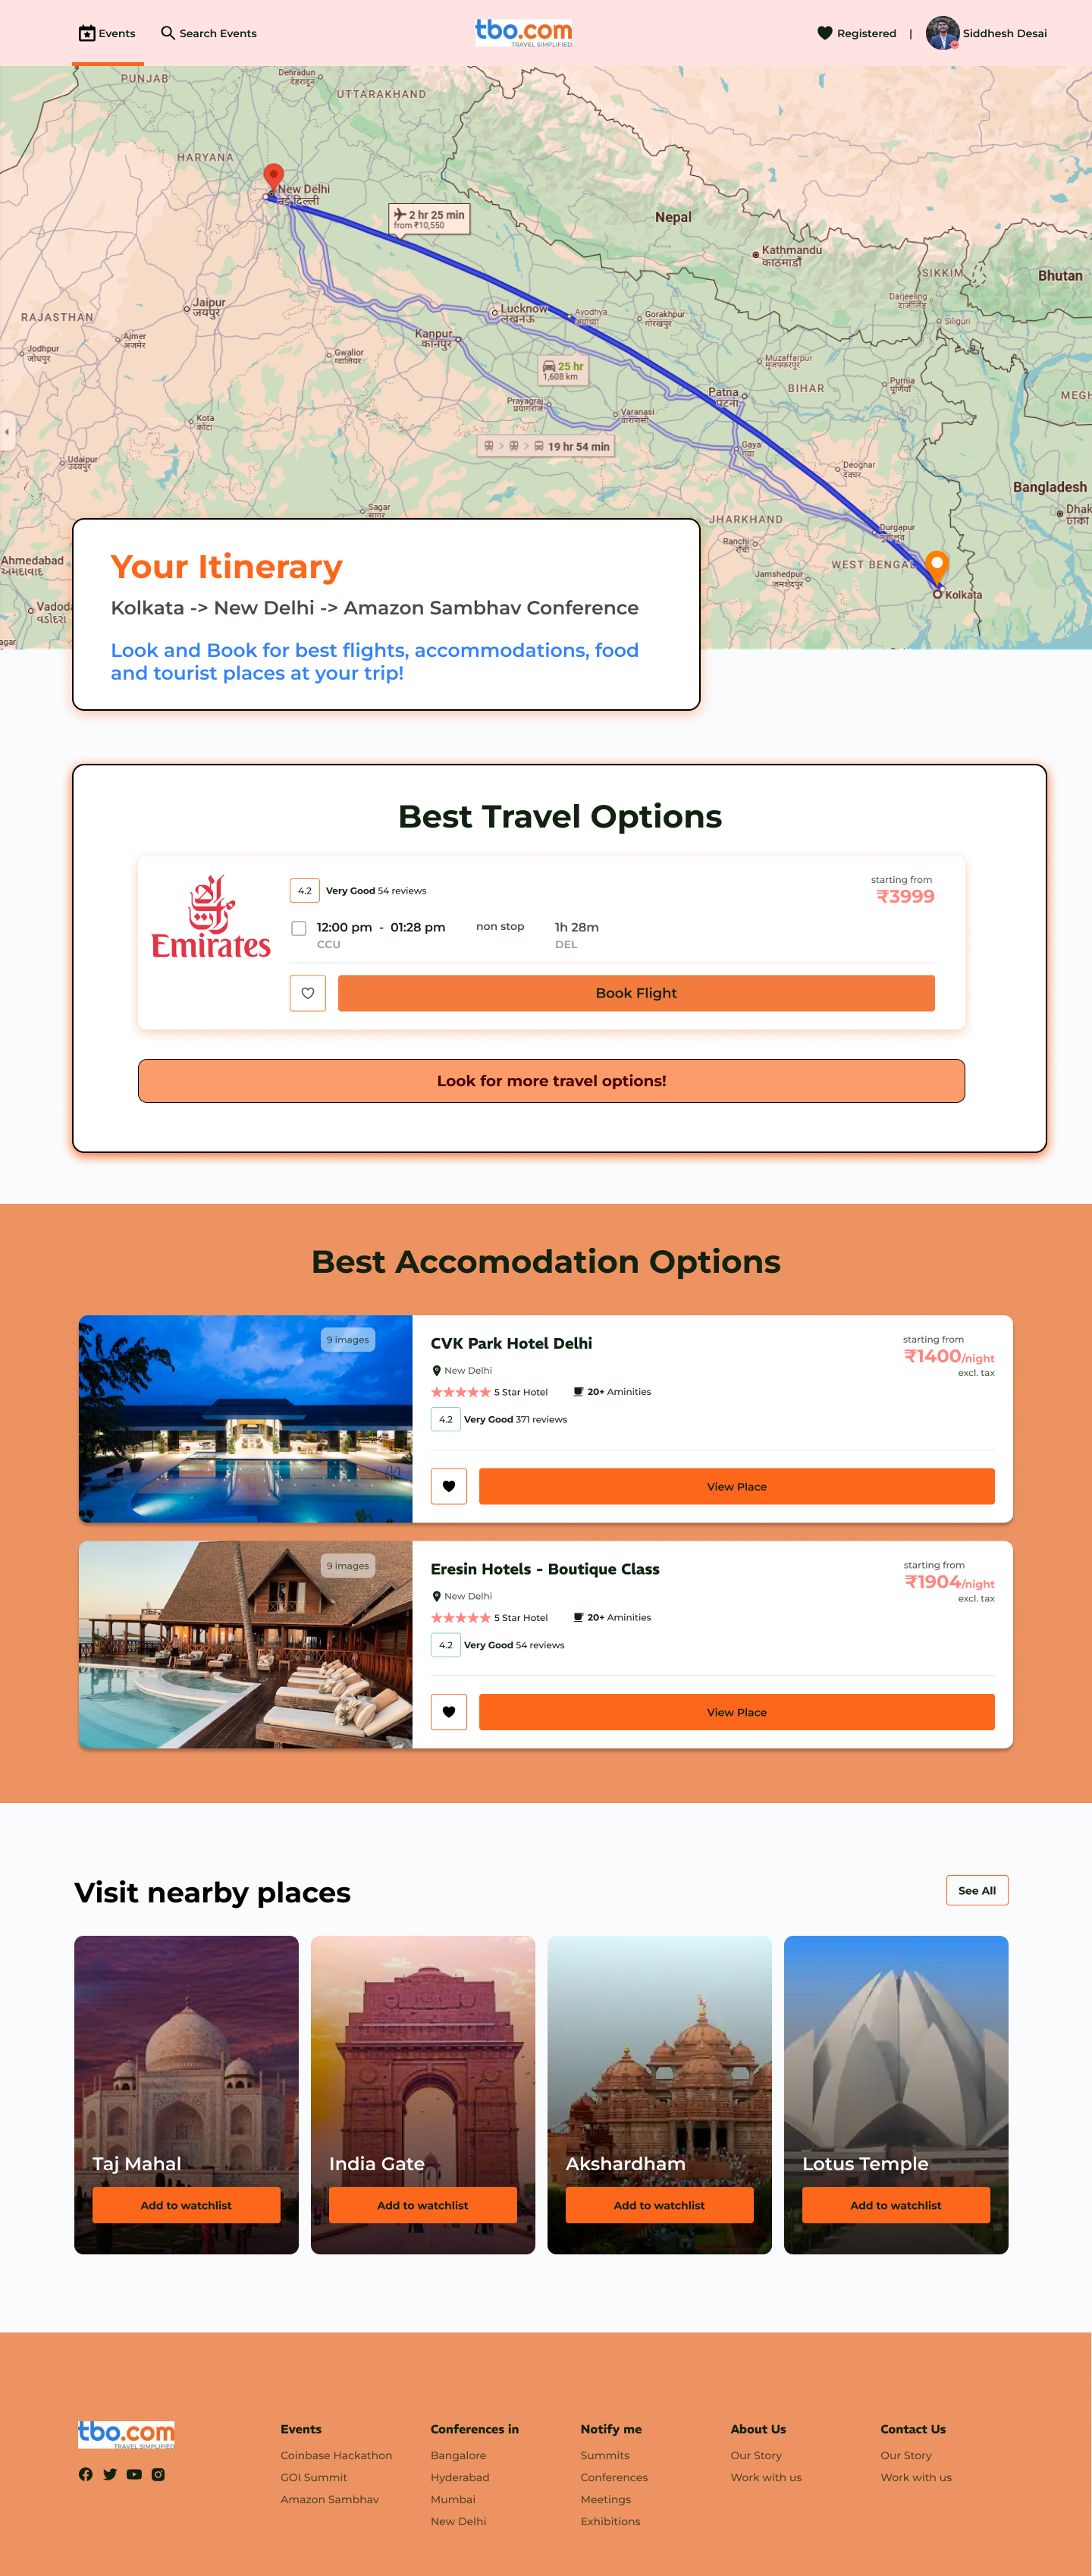 Events
Search Events
tbo.com
TRAVEL SIMPLIFIED
Registered
|
Siddhesh Desai
PUNJAB
Dehradun
देहरादून
UTTARAKHAND
HARYANA
New Delhi
नई दिल्ली
2 hr 25 min
from ₹10,550
Nepal
Kathmandu
काठमाडौं
SIKKIM
Bhutan
Darjeeling
Siliguri
Jaipur
जयपुर
RAJASTHAN
Ajmer
अजमेर
Jodhpur
जोधपुर
Lucknow
लखनऊ
Ayodhya
अयोध्या
Gorakhpur
गोरखपुर
Kanpur
कानपुर
Gwalior
ग्वालियर
25 hr
1,608 km
Muzaffarpur
मुजफ्फरपुर
Purnia
पूर्णियाँ
BIHAR
Patna
पटना
MEGH
Prayagraj
प्रयागराज
Varanasi
वाराणसी
Kota
कोटा
Gaya
गया
19 hr 54 min
Udaipur
उदयपुर
Deoghar
देवघर
Bangladesh
Dhak
ঢাকা
Sagar
सागर
JHARKHAND
Durgapur
Ranchi
राँची
WEST BENGAL
Jamshedpur
जमशेदपुर
Kolkata
Ahmedabad
અમદાવાદ
Vadoda
વડોદરા
agar
Your Itinerary
Kolkata -> New Delhi -> Amazon Sambhav Conference
Look and Book for best flights, accommodations, food
and tourist places at your trip!
Best Travel Options
Emirates
4.2 Very Good 54 reviews
starting from
₹3999
12:00 pm - 01:28 pm non stop 1h 28m
CCU DEL
Book Flight
Look for more travel options!
Best Accomodation Options
9 images
CVK Park Hotel Delhi
starting from
₹1400/night
excl. tax
New Delhi
5 Star Hotel 20+ Aminities
4.2 Very Good 371 reviews
View Place
9 images
Eresin Hotels - Boutique Class
starting from
₹1904/night
excl. tax
New Delhi
5 Star Hotel 20+ Aminities
4.2 Very Good 54 reviews
View Place
Visit nearby places
See All
Taj Mahal
Add to watchlist
India Gate
Add to watchlist
Akshardham
Add to watchlist
Lotus Temple
Add to watchlist
tbo.com
TRAVEL SIMPLIFIED
Events
Coinbase Hackathon
GOI Summit
Amazon Sambhav
Conferences in
Bangalore
Hyderabad
Mumbai
New Delhi
Notify me
Summits
Conferences
Meetings
Exhibitions
About Us
Our Story
Work with us
Contact Us
Our Story
Work with us